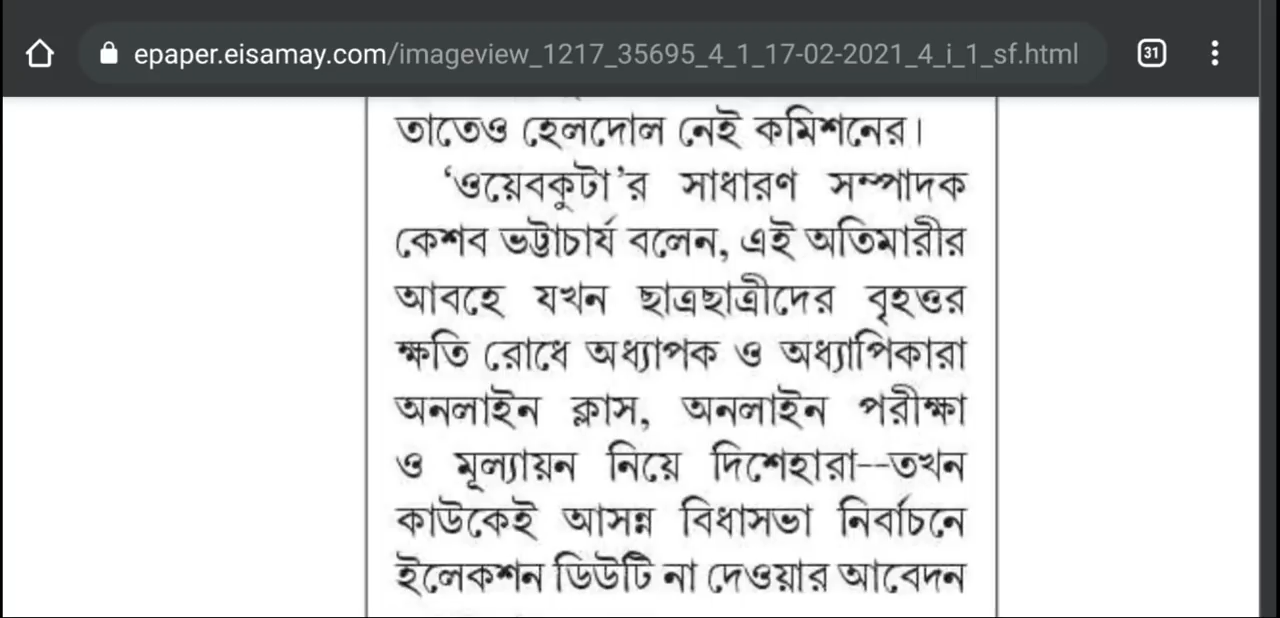 epaper.eisamay.com/imageview_1217_35695_4_1_17-02-2021_4_i_1_sf.html
31
তাতেও হেলদোল নেই কমিশনের।
‘ওয়েবকুটা’র সাধারণ সম্পাদক
কেশব ভট্টাচার্য বলেন, এই অতিমারীর
আবহে যখন ছাত্রছাত্রীদের বৃহত্তর
ক্ষতি রোধে অধ্যাপক ও অধ্যাপিকারা
অনলাইন ক্লাস, অনলাইন পরীক্ষা
ও মূল্যায়ন নিয়ে দিশেহারা--তখন
কাউকেই আসন্ন বিধাসভা নির্বাচনে
ইলেকশন ডিউটি না দেওয়ার আবেদন